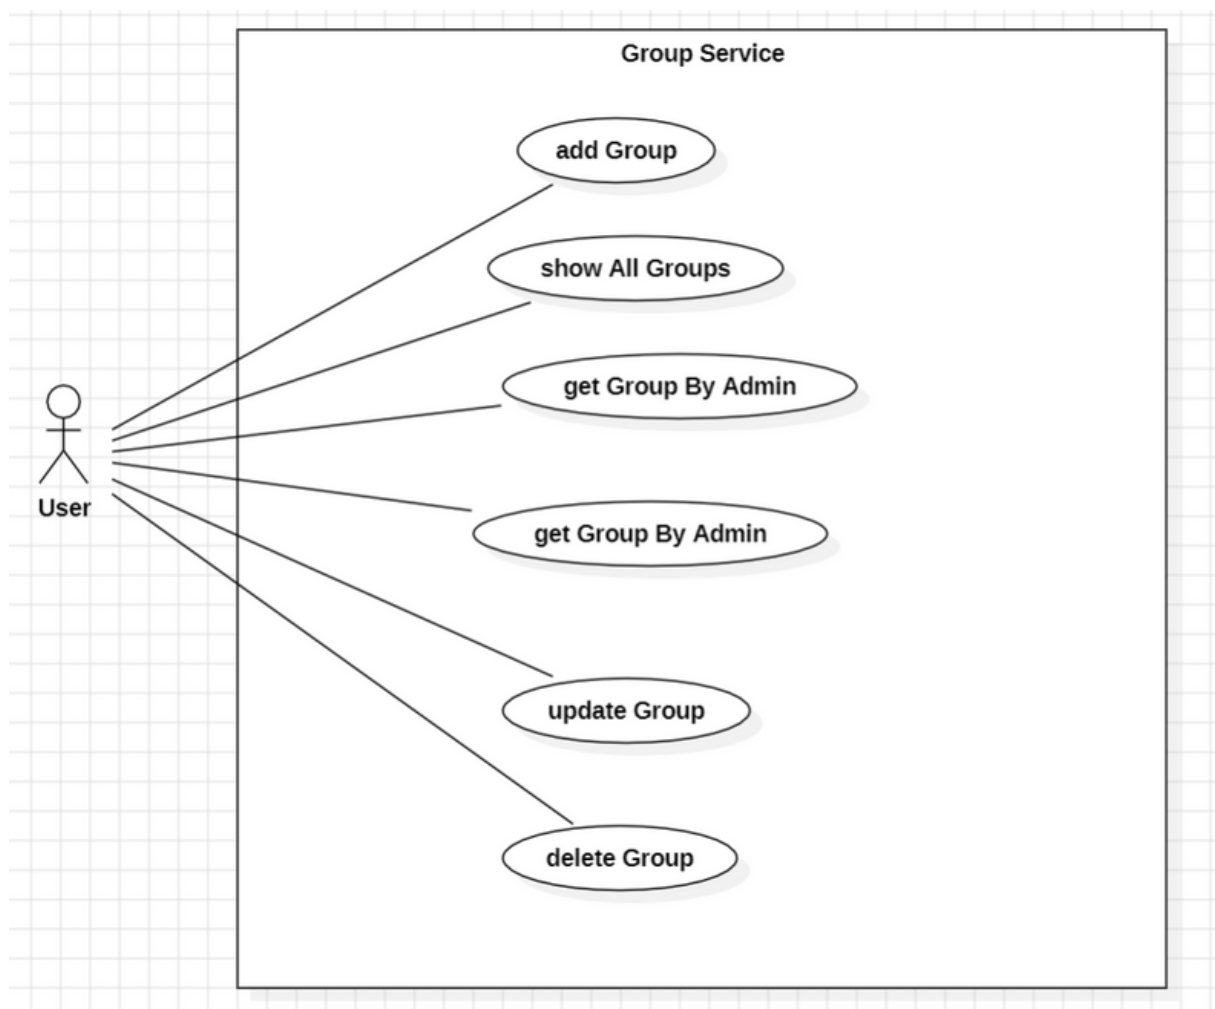 Group Service
add Group
show All Groups
get Group By Admin
User
get Group By Admin
update Group
delete Group